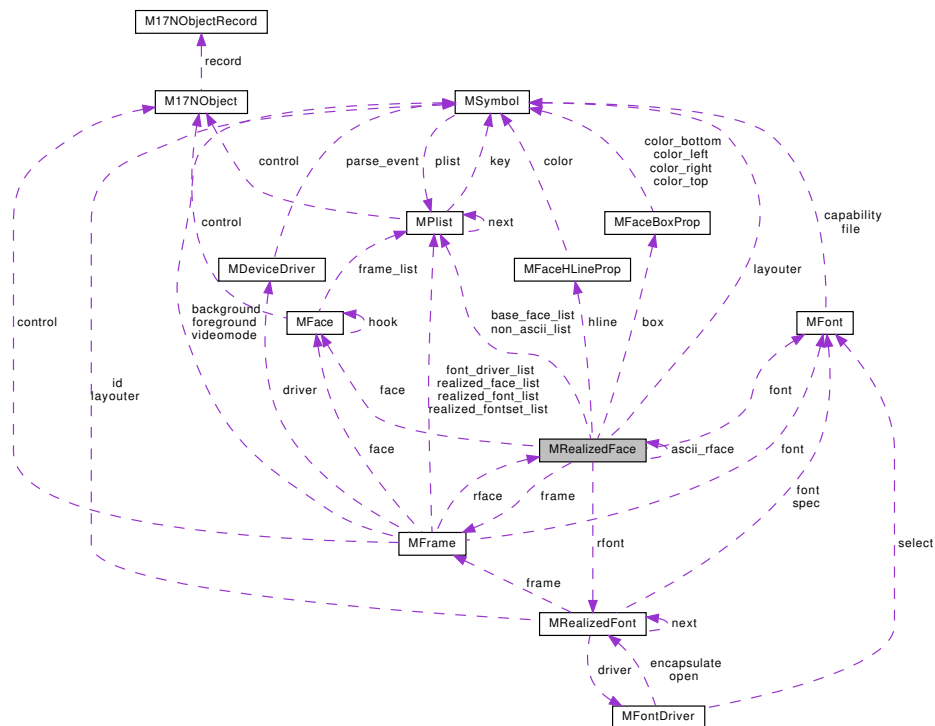 M17NObjectRecord
record
M17NObject
MSymbol
color_bottom
color_left
color_right
color_top
control
parse_event
plist
key
color
capability
file
MPlist
next
MFaceBoxProp
control
MDeviceDriver
frame_list
MFaceHLineProp
layouter
background
foreground
videomode
MFace
hook
base_face_list
non_ascii_list
hline
box
MFont
control
id
layouter
driver
face
font_driver_list
realized_face_list
realized_font_list
realized_fontset_list
font
face
MRealizedFace
ascii_rface
font
rface
frame
font
spec
MFrame
rfont
select
frame
MRealizedFont
next
driver
encapsulate
open
MFontDriver